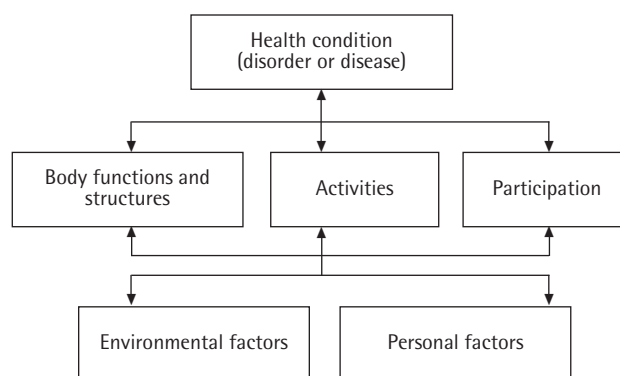 Health condition
(disorder or disease)
Body functions and
structures
Activities
Participation
Environmental factors
Personal factors